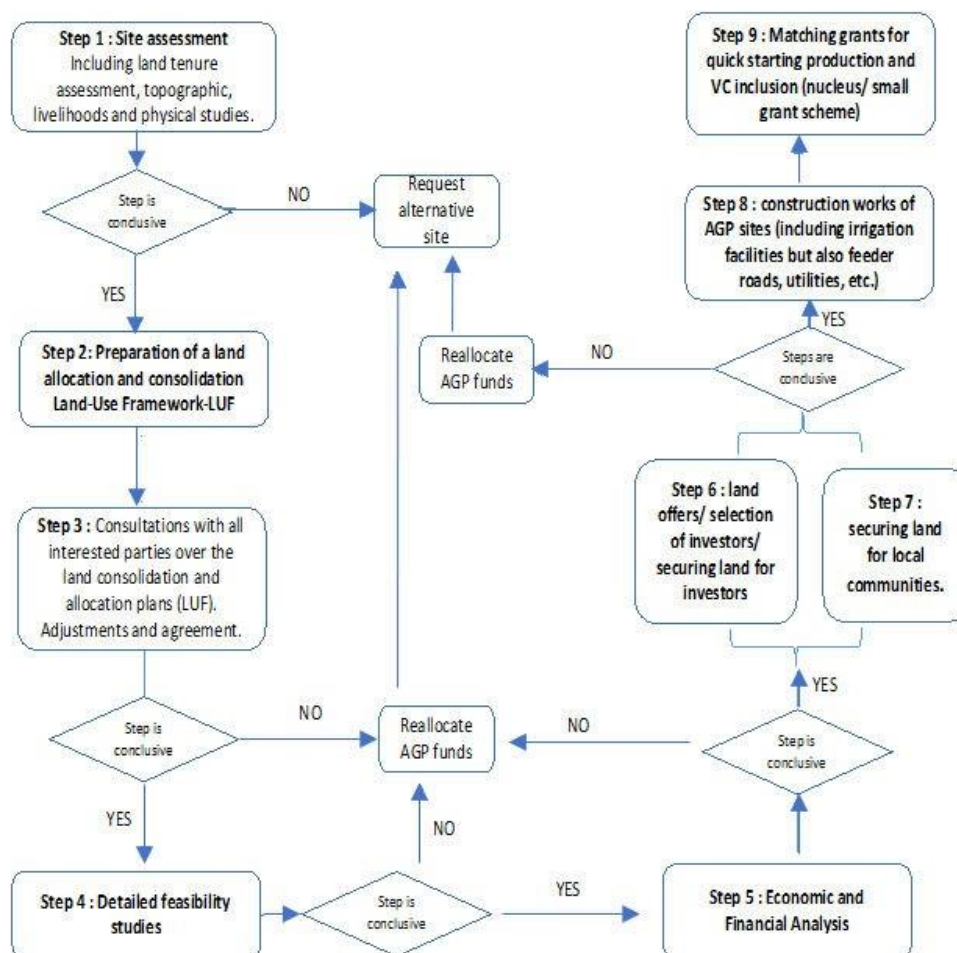 Step 1 : Site assessment
Including land tenure
assessment, topographic,
livelihoods and physical studies.
Step is
conclusive
NO
Request
alternative
site
YES
Step 2: Preparation of a land
allocation and consolidation
Land-Use Framework-LUF
Step 3 : Consultations with all
interested parties over the
land consolidation and
allocation plans (LUF).
Adjustments and agreement.
Step is
conclusive
NO
Reallocate
AGP funds
YES
Step 4 : Detailed feasibility
studies
Step is
conclusive
NO
YES
Step 5 : Economic and
Financial Analysis
Step is
conclusive
NO
YES
Step 6 : land
offers/ selection
of investors/
securing land for
investors
Step 7 :
securing land
for local
communities.
Steps are
conclusive
NO
Reallocate
AGP funds
YES
Step 8 : construction works of
AGP sites (including irrigation
facilities but also feeder
roads, utilities, etc.)
Step 9 : Matching grants for
quick starting production and
VC inclusion (nucleus/ small
grant scheme)